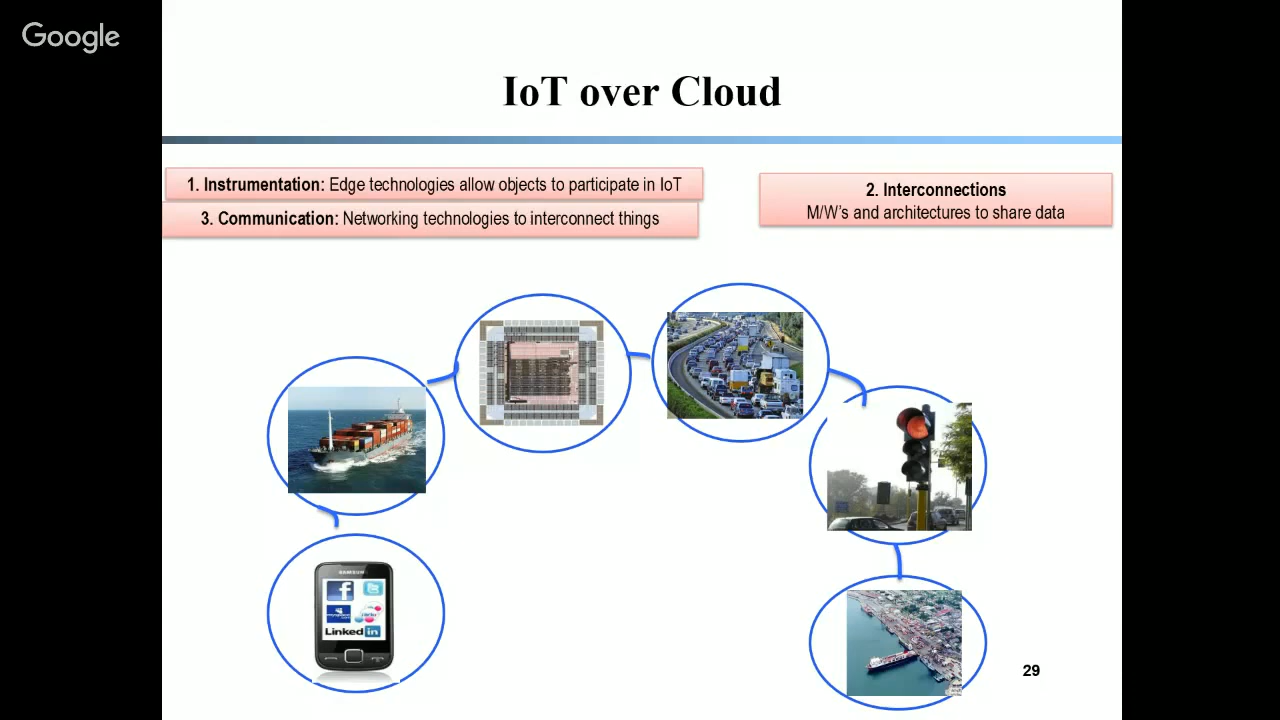 Google
IoT over Cloud
1. Instrumentation: Edge technologies allow objects to participate in IoT
3. Communication: Networking technologies to interconnect things
2. Interconnections
M/W's and architectures to share data
SAMSUNG
Linked in
29